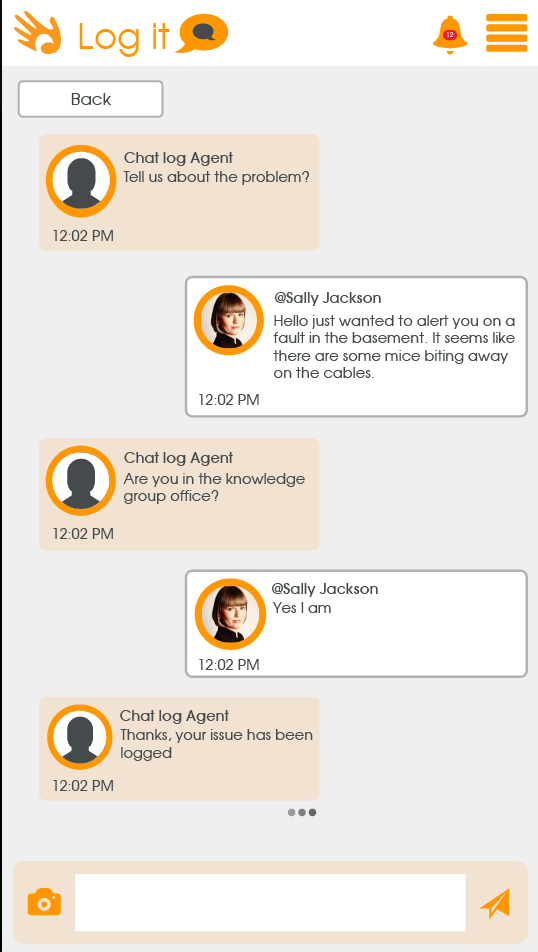 Log it
12
Back
Chat log Agent
Tell us about the problem?
12:02 PM
@Sally Jackson
Hello just wanted to alert you on a
fault in the basement. It seems like
there are some mice biting away
on the cables.
12:02 PM
Chat log Agent
Are you in the knowledge
group office?
12:02 PM
@Sally Jackson
Yes I am
12:02 PM
Chat log Agent
Thanks, your issue has been
logged
12:02 PM